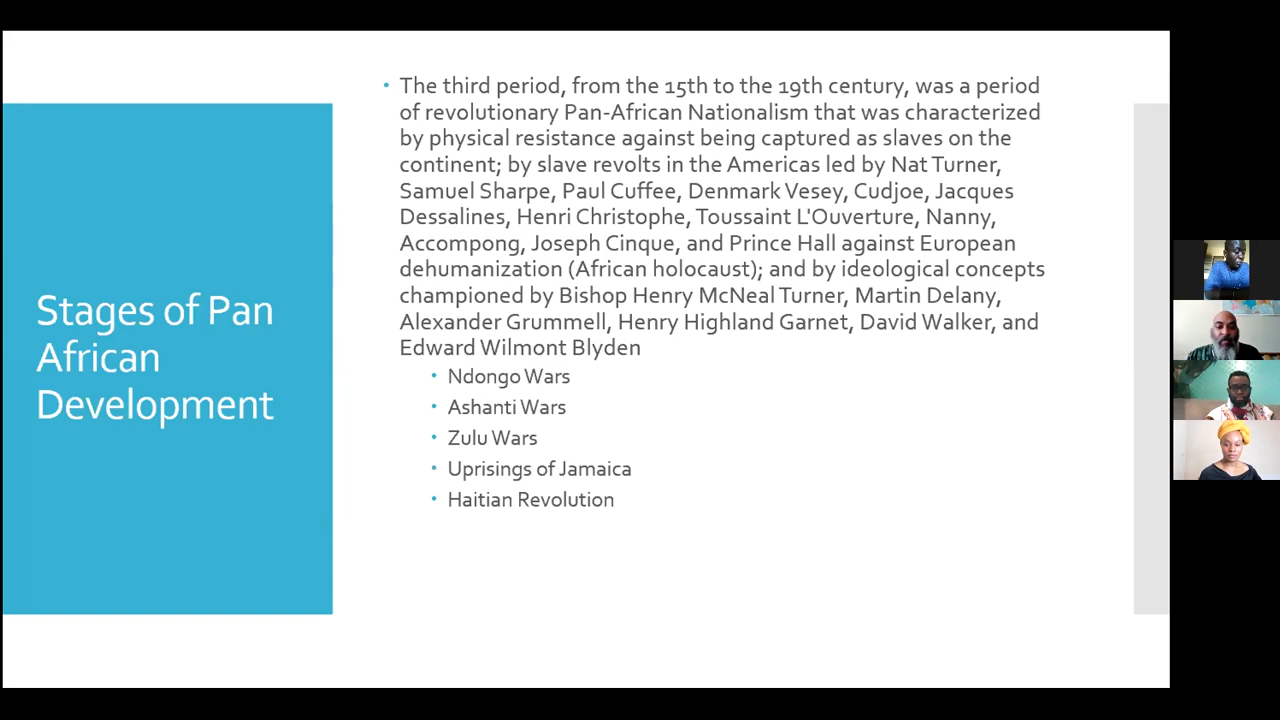 Stages of Pan
African
Development
• The third period, from the 15th to the 19th century, was a period
of revolutionary Pan-African Nationalism that was characterized
by physical resistance against being captured as slaves on the
continent; by slave revolts in the Americas led by Nat Turner,
Samuel Sharpe, Paul Cuffee, Denmark Vesey, Cudjoe, Jacques
Dessalines, Henri Christophe, Toussaint L'Ouverture, Nanny,
Accompong, Joseph Cinque, and Prince Hall against European
dehumanization (African holocaust); and by ideological concepts
championed by Bishop Henry McNeal Turner, Martin Delany,
Alexander Grummell, Henry Highland Garnet, David Walker, and
Edward Wilmont Blyden
• Ndongo Wars
• Ashanti Wars
• Zulu Wars
• Uprisings of Jamaica
• Haitian Revolution